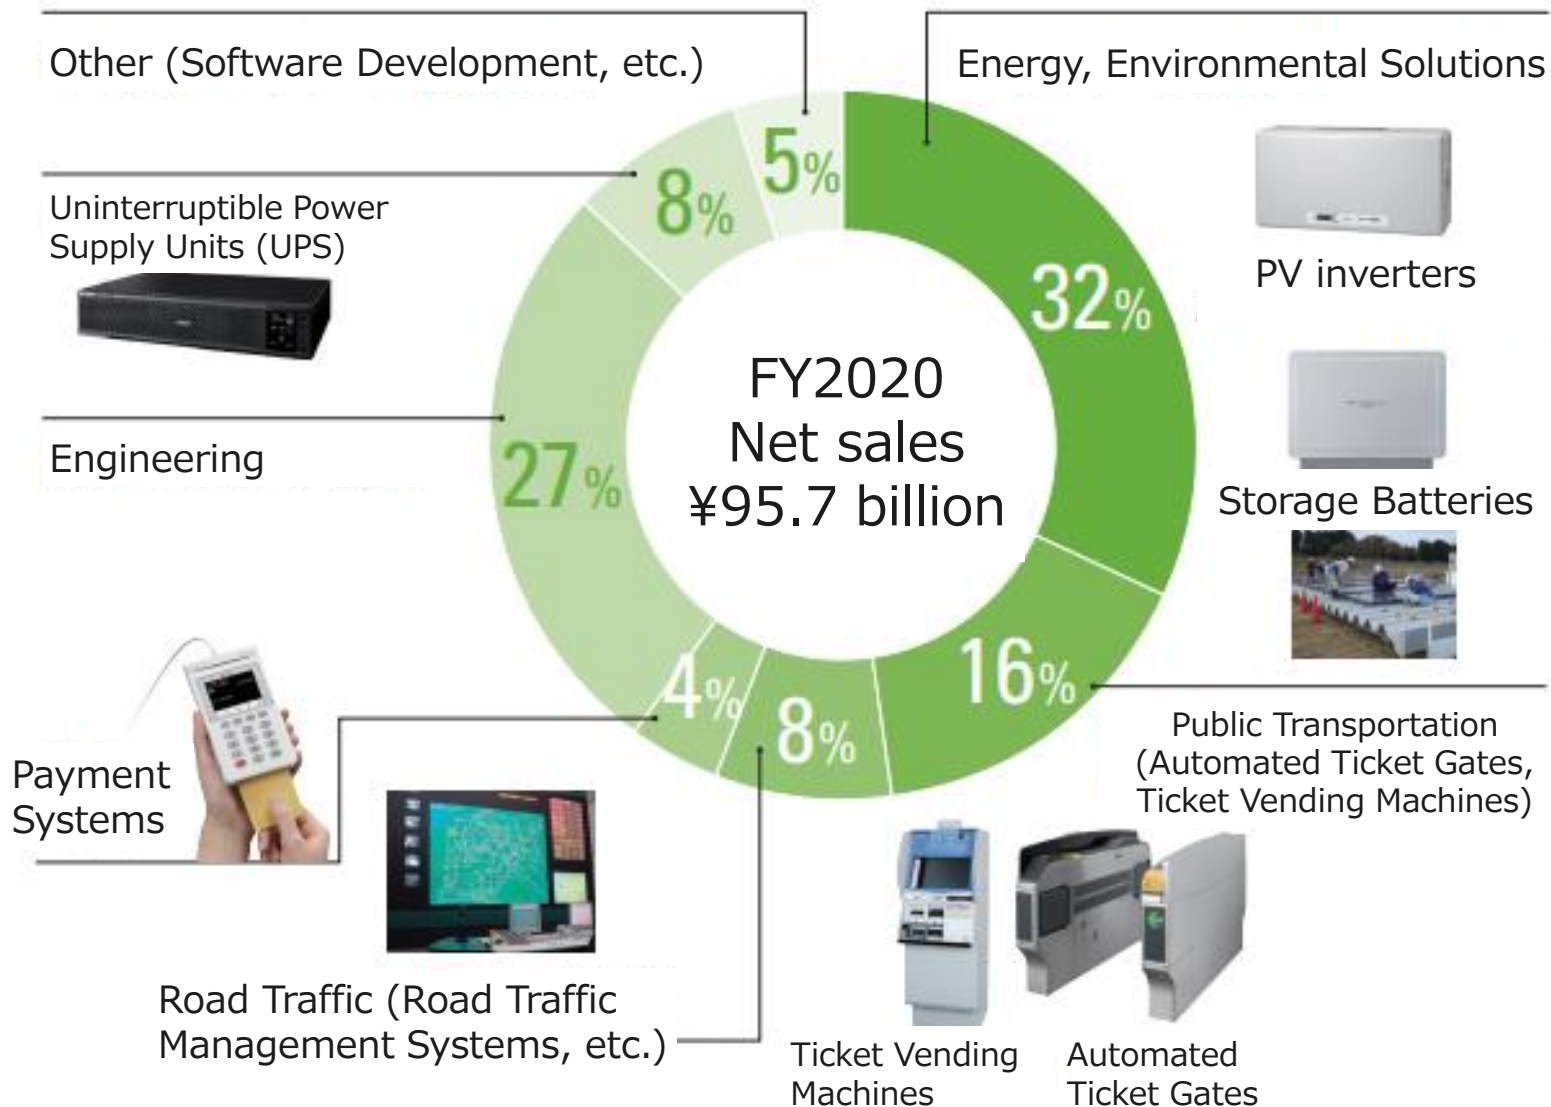 Other (Software Development, etc.)
Energy, Environmental Solutions
5%
8%
Uninterruptible Power
Supply Units (UPS)
32%
PV inverters
FY2020
Net sales
¥95.7 billion
27%
Engineering
Storage Batteries
16%
4%
8%
Public Transportation
(Automated Ticket Gates,
Ticket Vending Machines)
Payment
Systems
Road Traffic (Road Traffic
Management Systems, etc.)
Ticket Vending
Machines
Automated
Ticket Gates